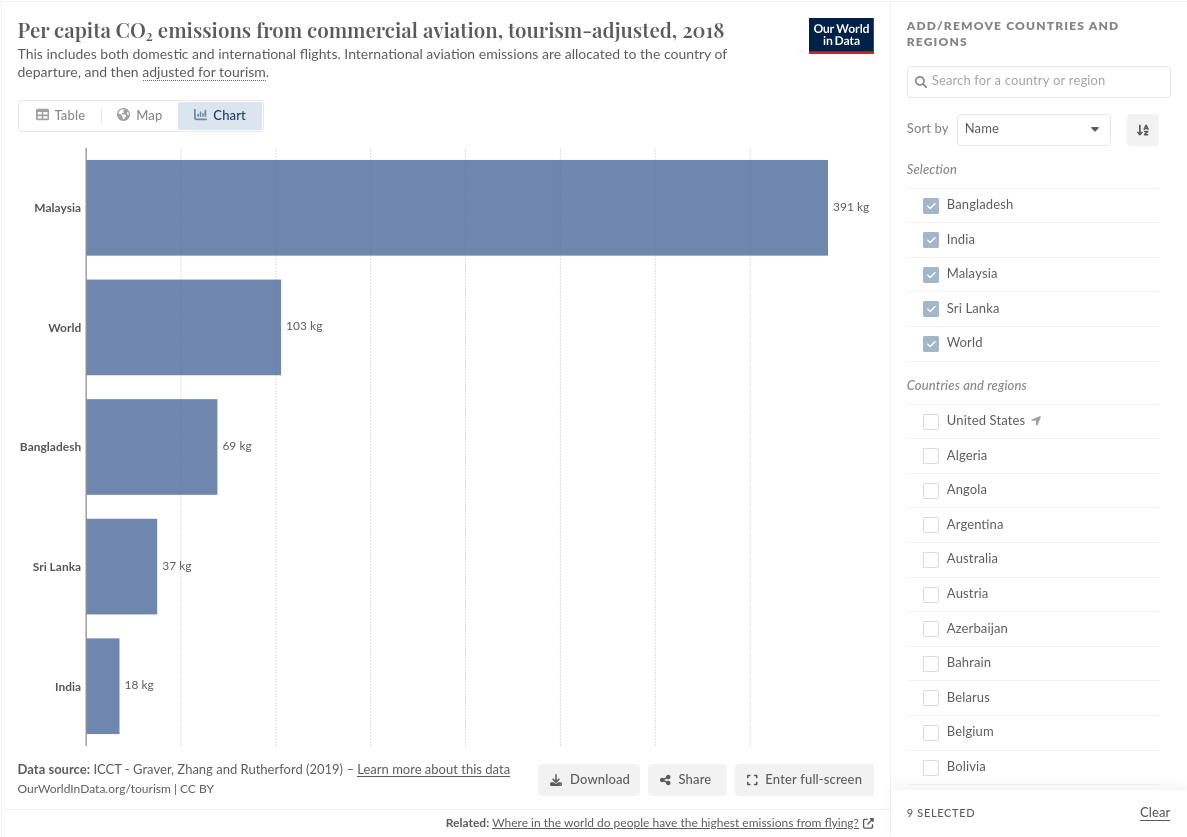 Per capita CO₂ emissions from commercial aviation, tourism-adjusted, 2018
This includes both domestic and international flights. International aviation emissions are allocated to the country of
departure, and then adjusted for tourism.
Our World
in Data
Table
Map
Chart
Malaysia
391 kg
World
103 kg
Bangladesh
69 kg
Sri Lanka
37 kg
India
18 kg
Data source: ICCT - Graver, Zhang and Rutherford (2019) – Learn more about this data
OurWorldInData.org/tourism | CC BY
Download
Share
Enter full-screen
Related: Where in the world do people have the highest emissions from flying?
ADD/REMOVE COUNTRIES AND
REGIONS
Search for a country or region
Sort by
Name
Selection
Bangladesh
India
Malaysia
Sri Lanka
World
Countries and regions
United States
Algeria
Angola
Argentina
Australia
Austria
Azerbaijan
Bahrain
Belarus
Belgium
Bolivia
9 SELECTED
Clear